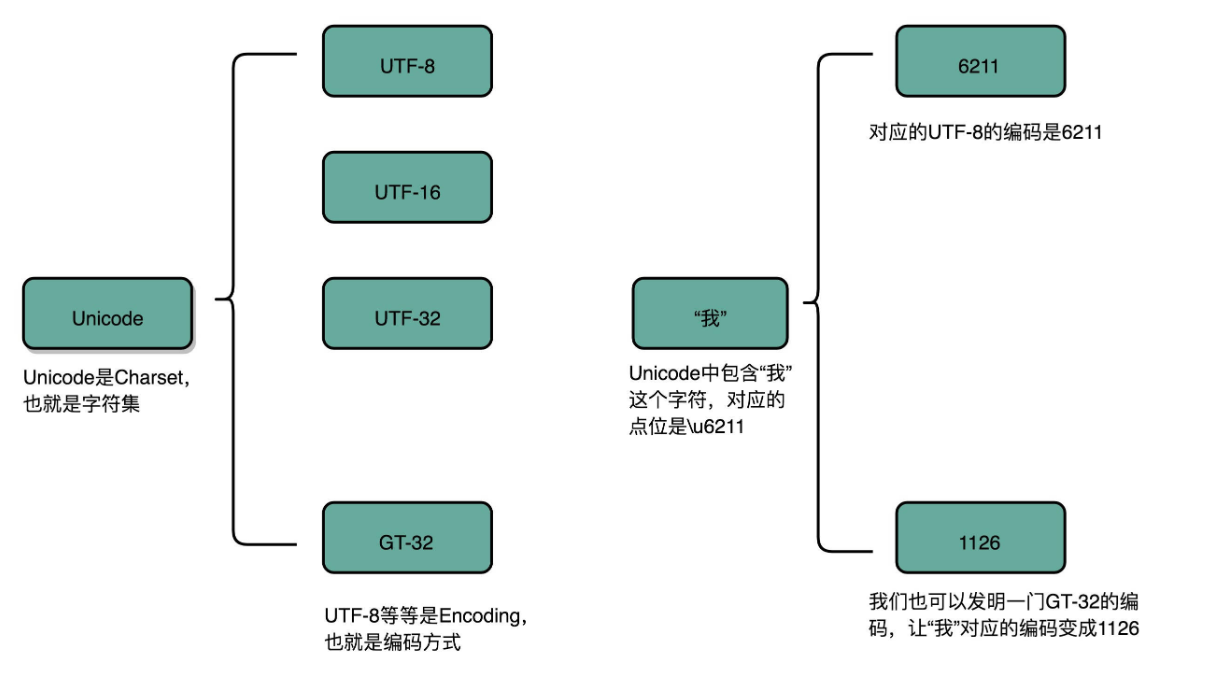 UTF-8
UTF-16
UTF-32
Unicode
Unicode是Charset，
也就是字符集
GT-32
UTF-8等等是Encoding，
也就是编码方式
6211
对应的UTF-8的编码是6211
“我”
Unicode中包含“我”
这个字符，对应的
点位是\u6211
1126
我们也可以发明一门GT-32的编
码，让“我”对应的编码变成1126